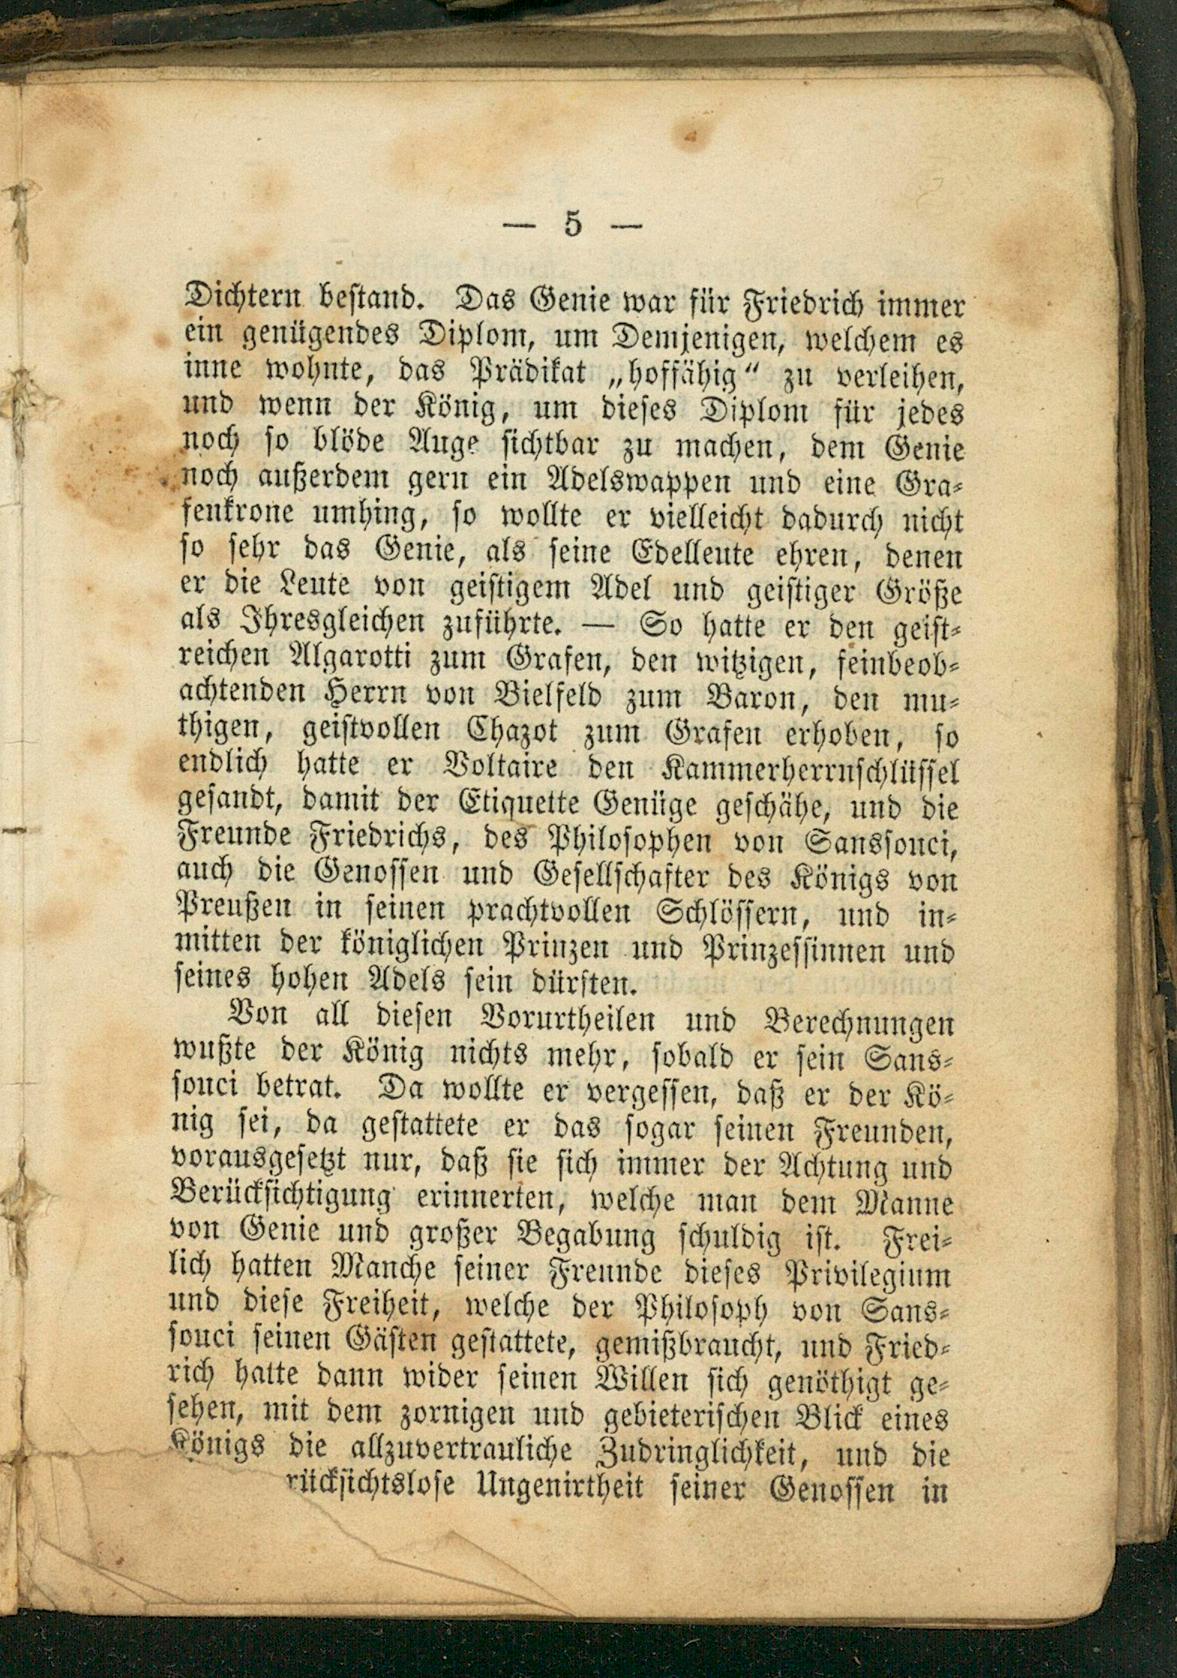 — 5 —
Dichtern bestand. Das Genie war für Friedrich immer
ein genügendes Diplom, um Demjenigen, welchem es
inne wohnte, das Prädikat „hoffähig“ zu verleihen,
und wenn der König, um dieses Diplom für jedes
noch so blöde Auge sichtbar zu machen, dem Genie
noch außerdem gern ein Adelswappen und eine Gra-
fenkrone umhing, so wollte er vielleicht dadurch nicht
so sehr das Genie, als seine Edelleute ehren, denen
er die Leute von geistigem Adel und geistiger Größe
als Ihresgleichen zuführte. — So hatte er den geist-
reichen Algarotti zum Grafen, den witzigen, feinbeob-
achtenden Herrn von Bielfeld zum Baron, den mu-
thigen, geistvollen Chazot zum Grafen erhoben, so
endlich hatte er Voltaire den Kammerherrnschlüssel
gesandt, damit der Etiquette Genüge geschähe, und die
Freunde Friedrichs, des Philosophen von Sanssouci,
auch die Genossen und Gesellschafter des Königs von
Preußen in seinen prachtvollen Schlössern, und in-
mitten der königlichen Prinzen und Prinzessinnen und
seines hohen Adels sein dürften.
Von all diesen Vorurtheilen und Berechnungen
wußte der König nichts mehr, sobald er sein Sans-
souci betrat. Da wollte er vergessen, daß er der Kö-
nig sei, da gestattete er das sogar seinen Freunden,
vorausgesetzt nur, daß sie sich immer der Achtung und
Berücksichtigung erinnerten, welche man dem Manne
von Genie und großer Begabung schuldig ist. Frei-
lich hatten Manche seiner Freunde dieses Privilegium
und diese Freiheit, welche der Philosoph von Sans-
souci seinen Gästen gestattete, gemißbraucht, und Fried-
rich hatte dann wider seinen Willen sich genöthigt ge-
sehen, mit dem zornigen und gebieterischen Blick eines
Königs die allzuvertrauliche Zudringlichkeit, und die
rücksichtslose Ungenirtheit seiner Genossen in